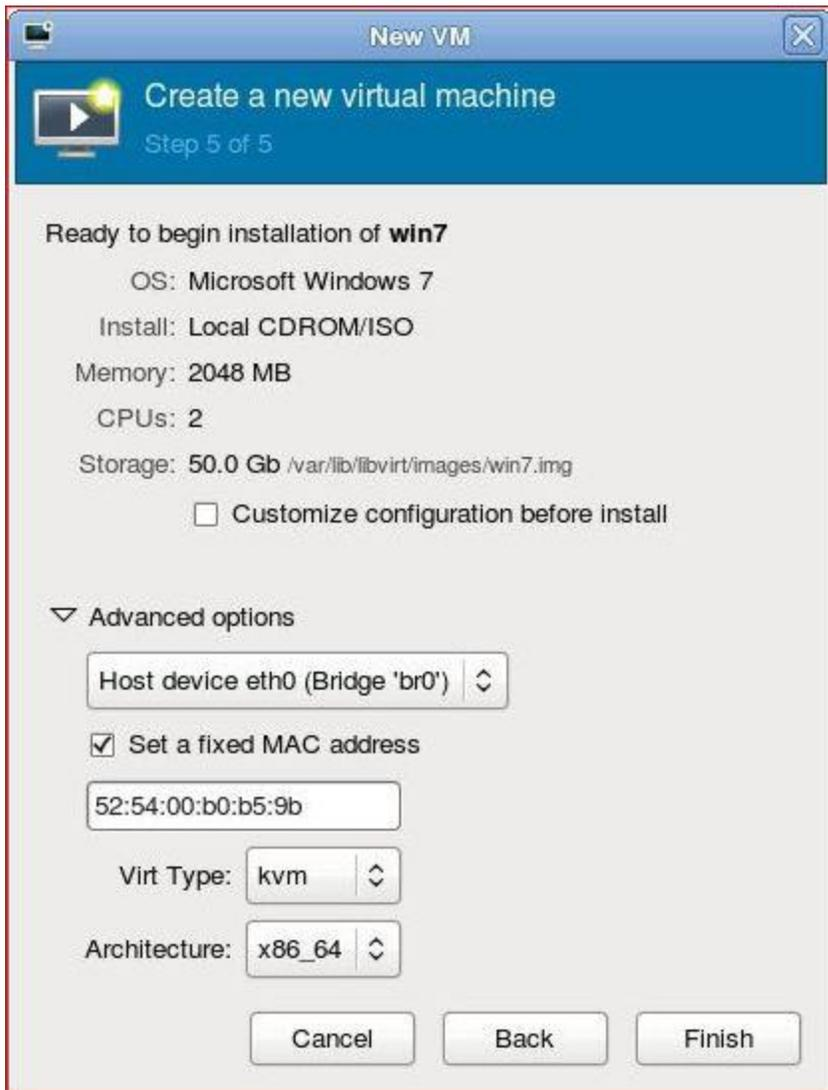 New VM
Create a new virtual machine
Step 5 of 5
Ready to begin installation of win7
OS: Microsoft Windows 7
Install: Local CDROM/ISO
Memory: 2048 MB
CPUs: 2
Storage: 50.0 Gb /var/lib/libvirt/images/win7.img
Customize configuration before install
Advanced options
Host device eth0 (Bridge 'br0')
Set a fixed MAC address
52:54:00:b0:b5:9b
Virt Type: kvm
Architecture: x86_64
Cancel Back Finish